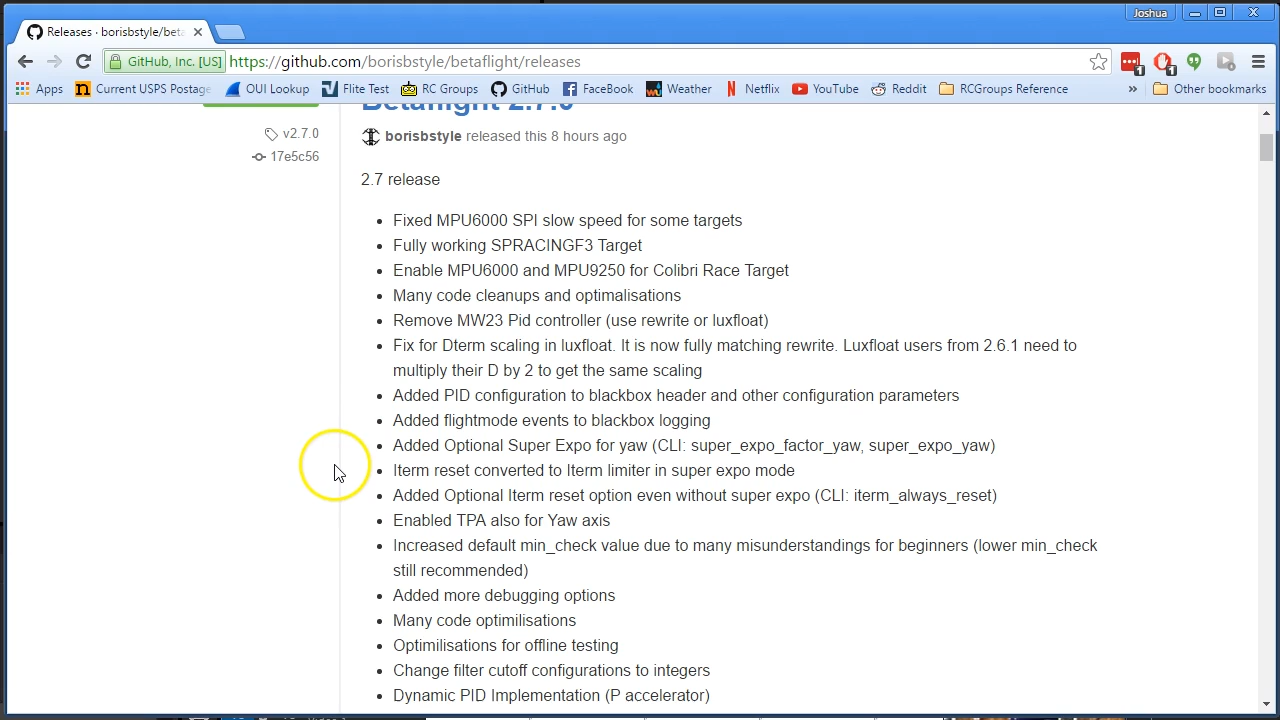 Joshua
Releases · borisbstyle/beta
GitHub, Inc. [US] https://github.com/borisbstyle/betaflight/releases
1 1
Apps Current USPS Postage OUI Lookup Flite Test RC Groups GitHub FaceBook Weather Netflix YouTube Reddit RCGroups Reference » Other bookmarks
Betaflight 2.7.0
v2.7.0
borisbstyle released this 8 hours ago
17e5c56
2.7 release
• Fixed MPU6000 SPI slow speed for some targets
• Fully working SPRACINGF3 Target
• Enable MPU6000 and MPU9250 for Colibri Race Target
• Many code cleanups and optimalisations
• Remove MW23 Pid controller (use rewrite or luxfloat)
• Fix for Dterm scaling in luxfloat. It is now fully matching rewrite. Luxfloat users from 2.6.1 need to
multiply their D by 2 to get the same scaling
• Added PID configuration to blackbox header and other configuration parameters
• Added flightmode events to blackbox logging
• Added Optional Super Expo for yaw (CLI: super_expo_factor_yaw, super_expo_yaw)
• Iterm reset converted to Iterm limiter in super expo mode
• Added Optional Iterm reset option even without super expo (CLI: iterm_always_reset)
• Enabled TPA also for Yaw axis
• Increased default min_check value due to many misunderstandings for beginners (lower min_check
still recommended)
• Added more debugging options
• Many code optimilisations
• Optimilisations for offline testing
• Change filter cutoff configurations to integers
• Dynamic PID Implementation (P accelerator)